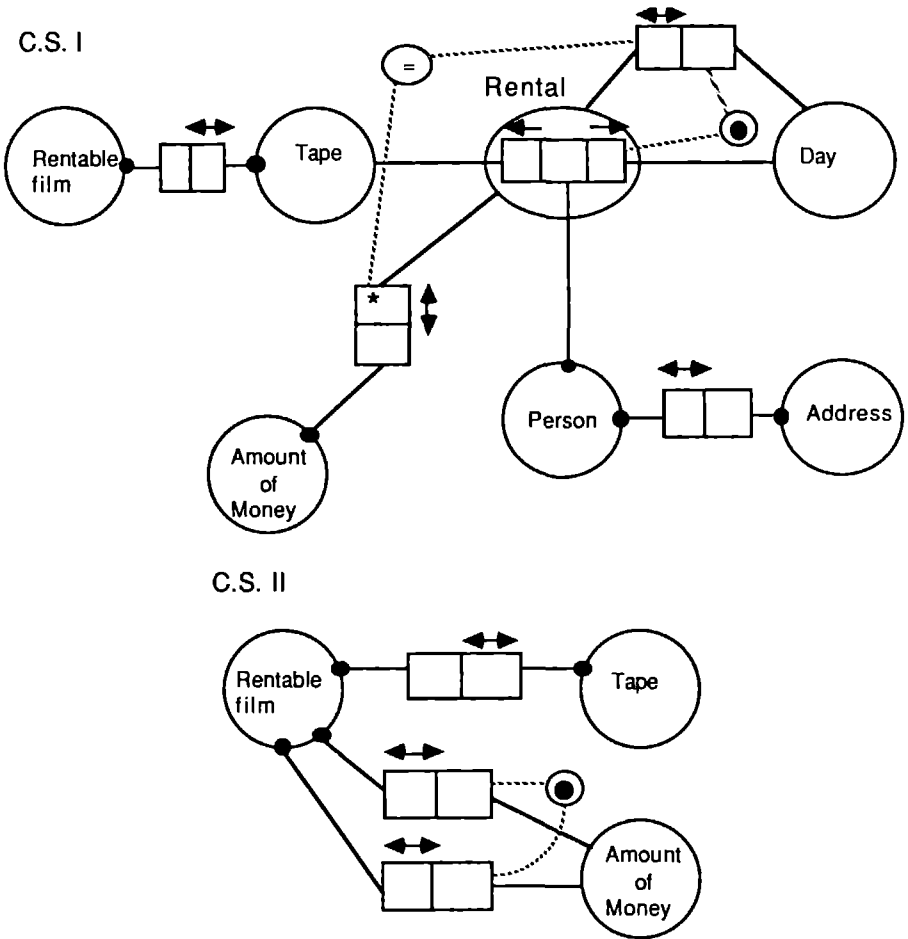 C.S. I
=
Rental
Rentable
film
Tape
Day
*
Person
Address
Amount
of
Money
C.S. II
Rentable
film
Tape
Amount
of
Money